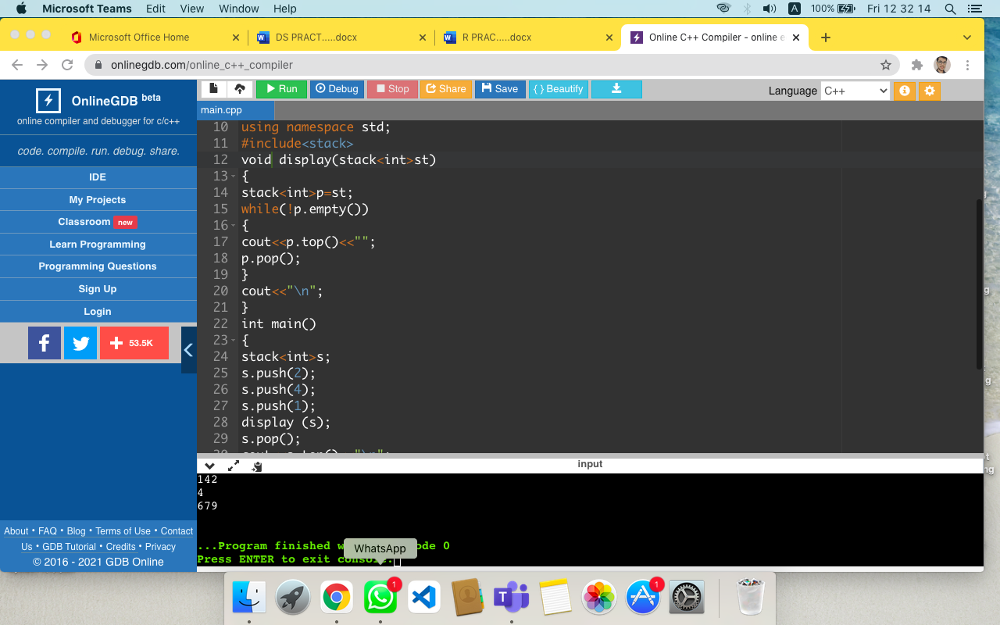 Microsoft Teams Edit View Window Help A 100% Fri 12 32 14
Microsoft Office Home DS PRACT.....docx R PRAC.....docx Online C++ Compiler - online e
onlinegdb.com/online_c++_compiler
OnlineGDB beta
online compiler and debugger for c/c++
code. compile. run. debug. share.
IDE
My Projects
Classroom new
Learn Programming
Programming Questions
Sign Up
Login
53.5K
About • FAQ • Blog • Terms of Use • Contact
Us • GDB Tutorial • Credits • Privacy
© 2016 - 2021 GDB Online
Run Debug Stop Share Save { } Beautify Language C++
main.cpp
10 using namespace std;
11 #include<stack>
12 void display(stack<int>st)
13 {
14 stack<int>p=st;
15 while(!p.empty())
16 {
17 cout<<p.top()<<"";
18 p.pop();
19 }
20 cout<<"\n";
21 }
22 int main()
23 {
24 stack<int>s;
25 s.push(2);
26 s.push(4);
27 s.push(1);
28 display (s);
29 s.pop();
input
142
4
679
...Program finished ode 0
Press ENTER to exit console.
WhatsApp
1
1